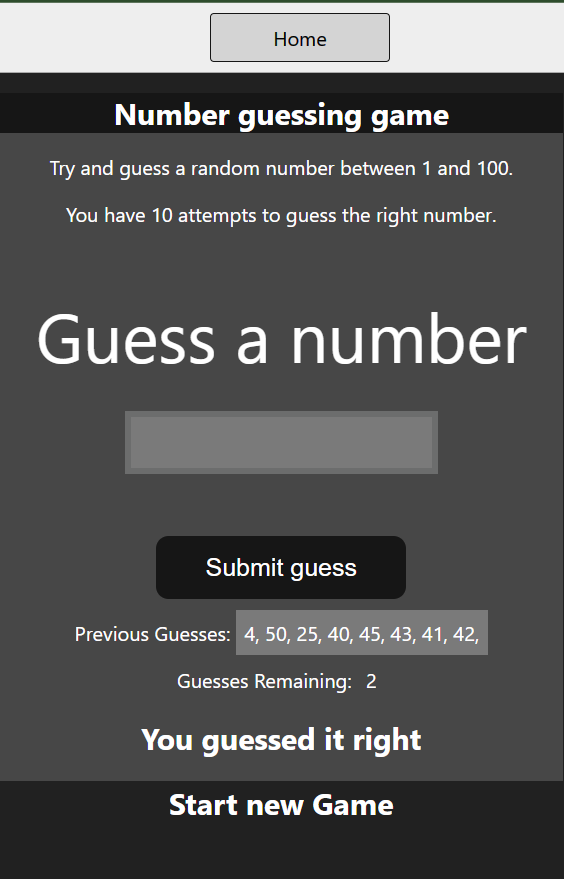 Home
Number guessing game
Try and guess a random number between 1 and 100.
You have 10 attempts to guess the right number.
Guess a number
Submit guess
Previous Guesses: 4, 50, 25, 40, 45, 43, 41, 42,
Guesses Remaining: 2
You guessed it right
Start new Game